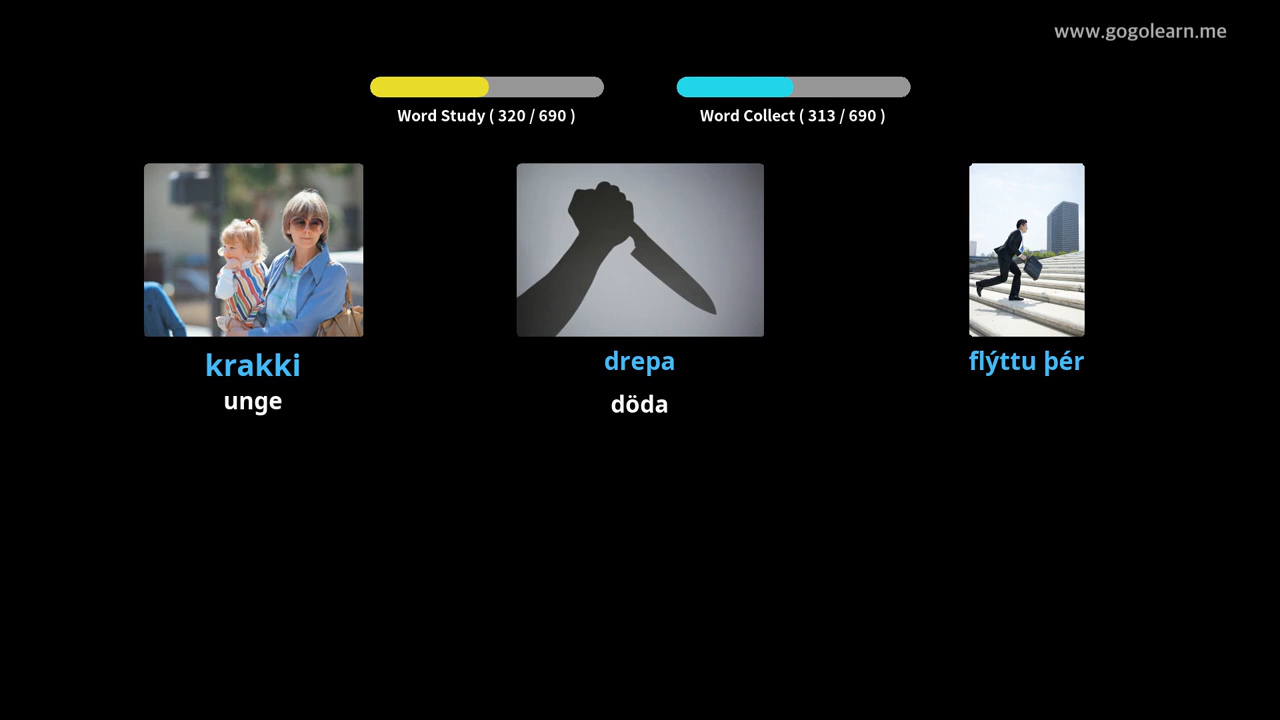 www.gogolearn.me
Word Study ( 320 / 690 )
Word Collect ( 313 / 690 )
krakki
unge
drepa
döda
flýttu þér